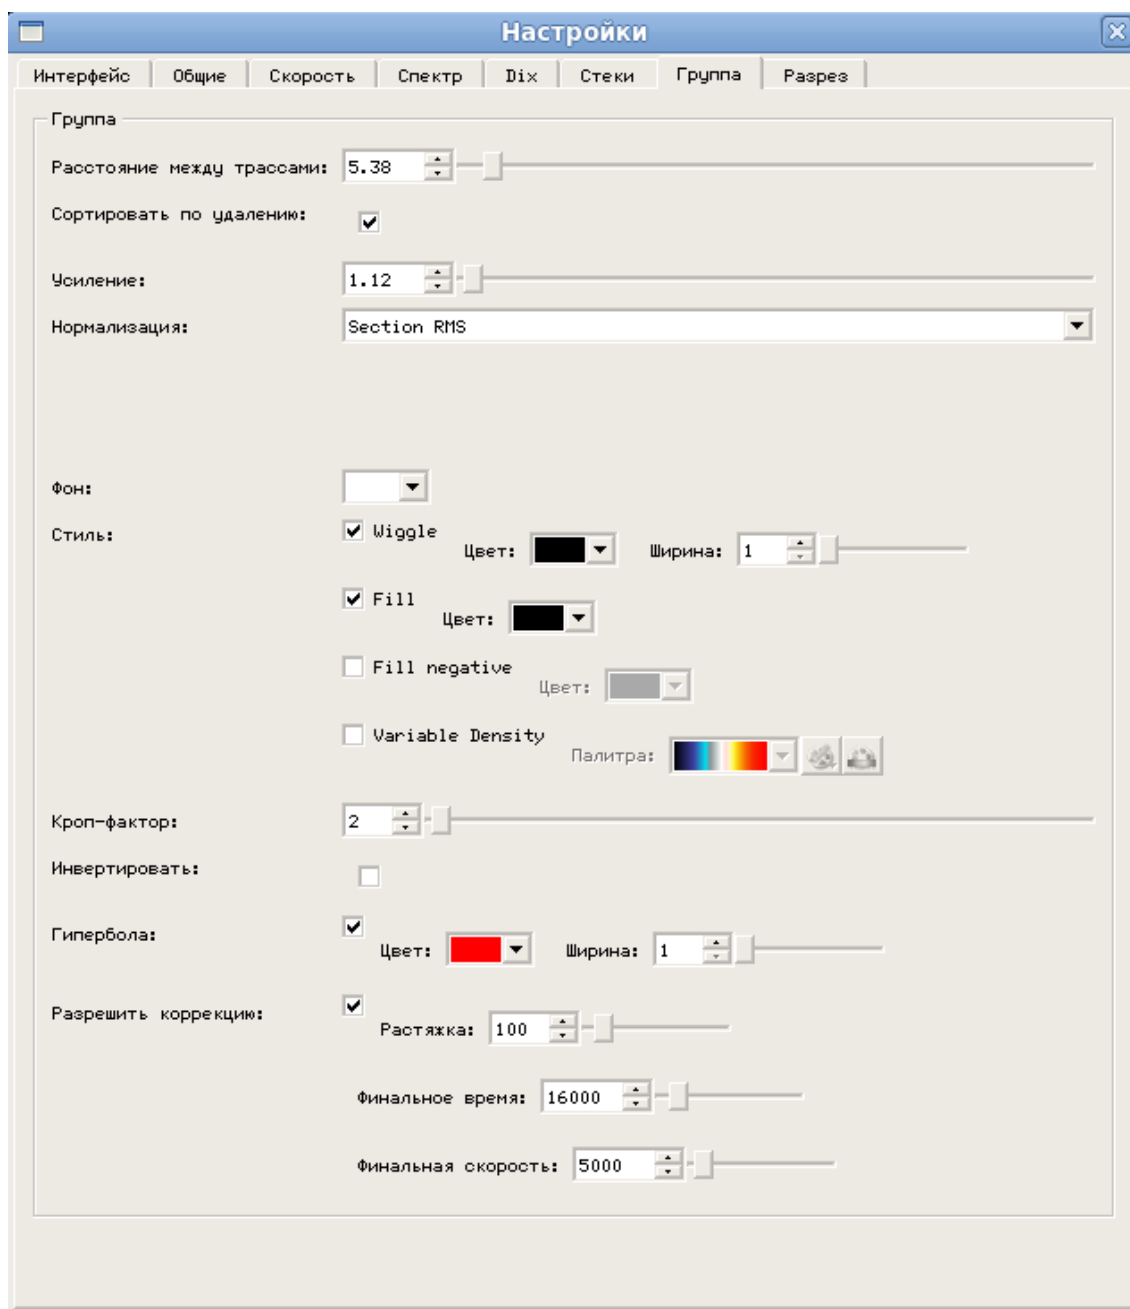 Настройки
Интерфейс Общие Скорость Спектр Dix Стеки Группа Разрез
Группа
Расстояние между трассами: 5.38
Сортировать по удалению:
Усиление: 1.12
Нормализация: Section RMS
Фон:
Стиль: Wiggle Цвет: Ширина: 1
Fill Цвет:
Fill negative Цвет:
Variable Density Палитра:
Кроп-фактор: 2
Инвертировать:
Гипербола: Цвет: Ширина: 1
Разрешить коррекцию: Растяжка: 100
Финальное время: 16000
Финальная скорость: 5000